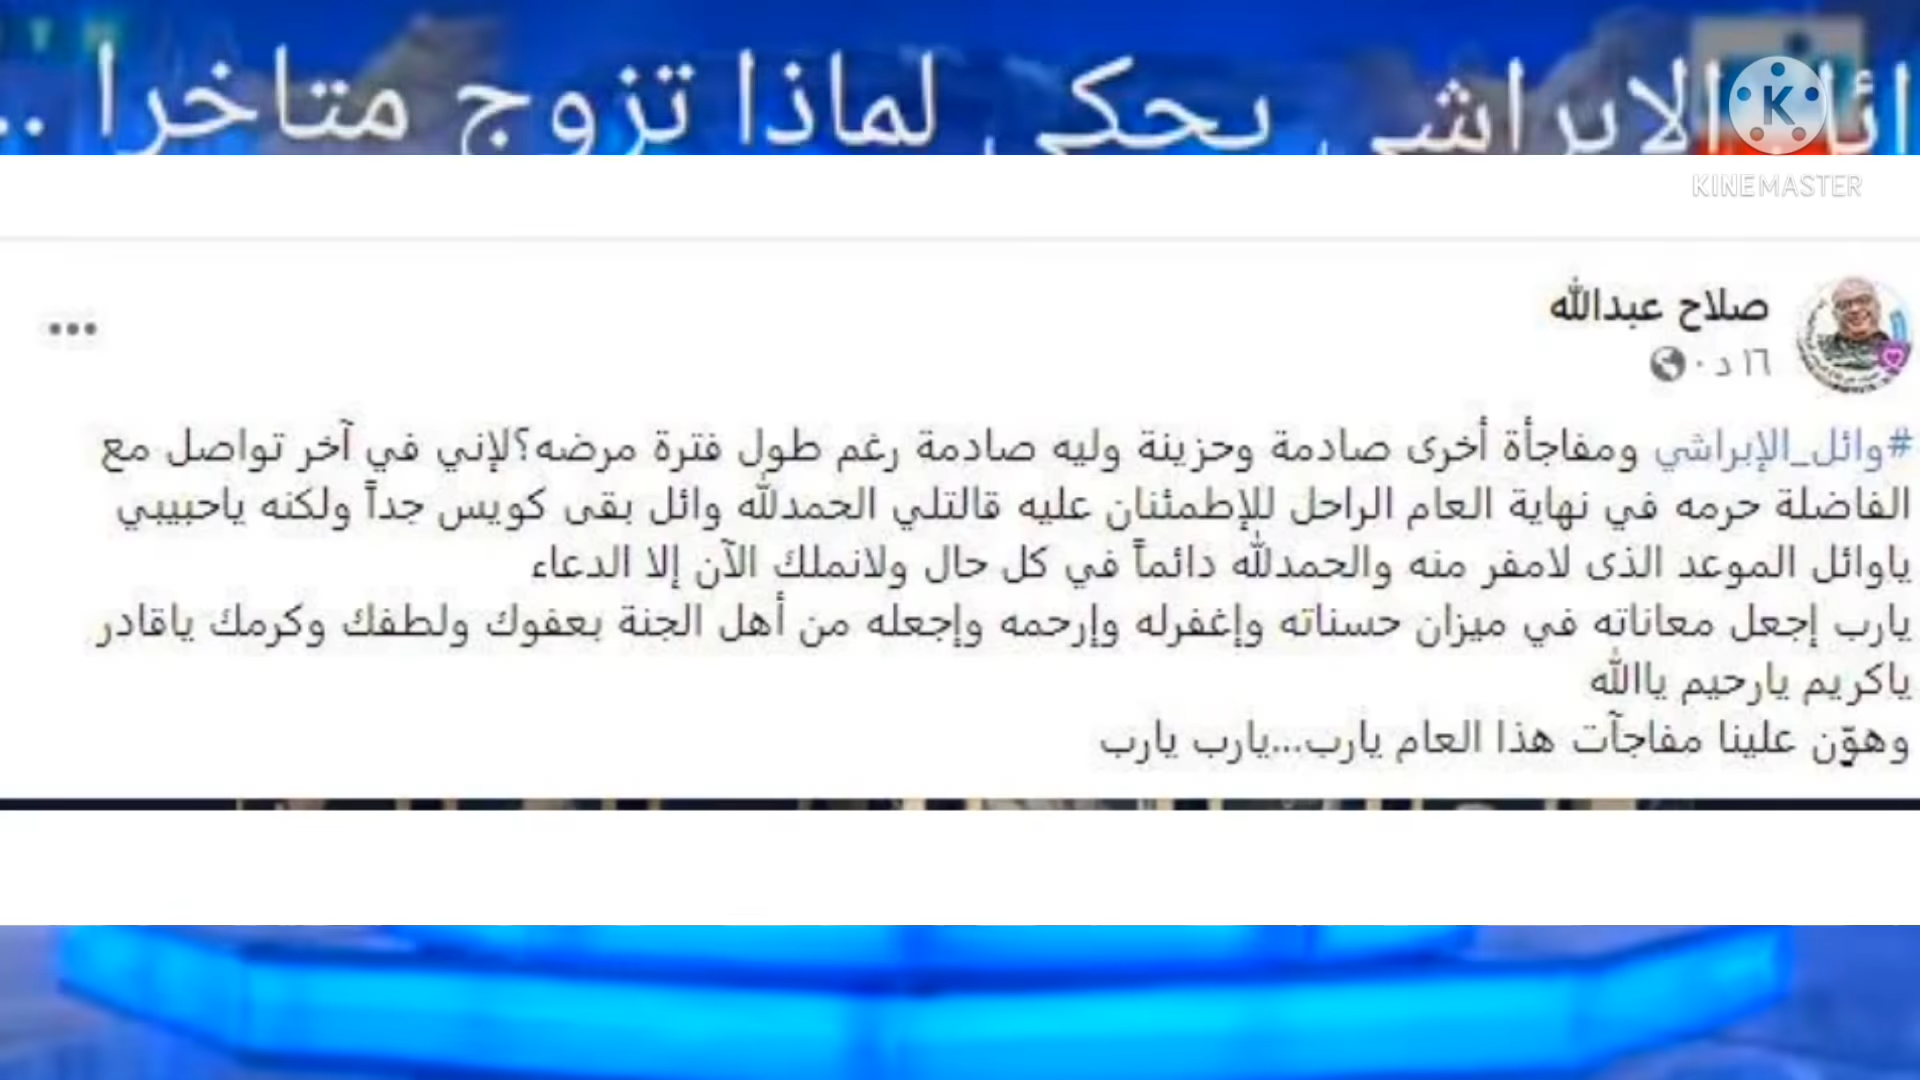 ائل الابراشي يحكي لماذا تزوج متاخرا ..
KINEMASTER
صلاح عبدالله
١٦ د ·
#وائل_الإبراشي ومفاجأة أخرى صادمة وحزينة وليه صادمة رغم طول فترة مرضه؟لإني في آخر تواصل مع
الفاضلة حرمه في نهاية العام الراحل للإطمئنان عليه قالتلي الحمدلله وائل بقى كويس جداً ولكنه ياحبيبي
ياوائل الموعد الذى لامفر منه والحمدلله دائماً في كل حال ولانملك الآن إلا الدعاء
يارب إجعل معاناته في ميزان حسناته وإغفرله وإرحمه وإجعله من أهل الجنة بعفوك ولطفك وكرمك ياقادر
ياكريم يارحيم ياالله
وهوّن علينا مفاجآت هذا العام يارب...يارب يارب